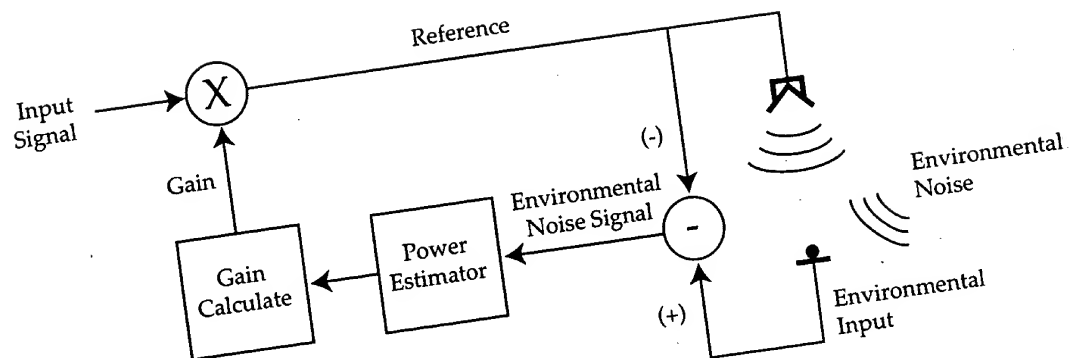 Reference
Input
Signal
X
Gain
(-)
Environmental
Noise
Environmental
Noise Signal
-
Power
Estimator
Gain
Calculate
(+)
Environmental
Input